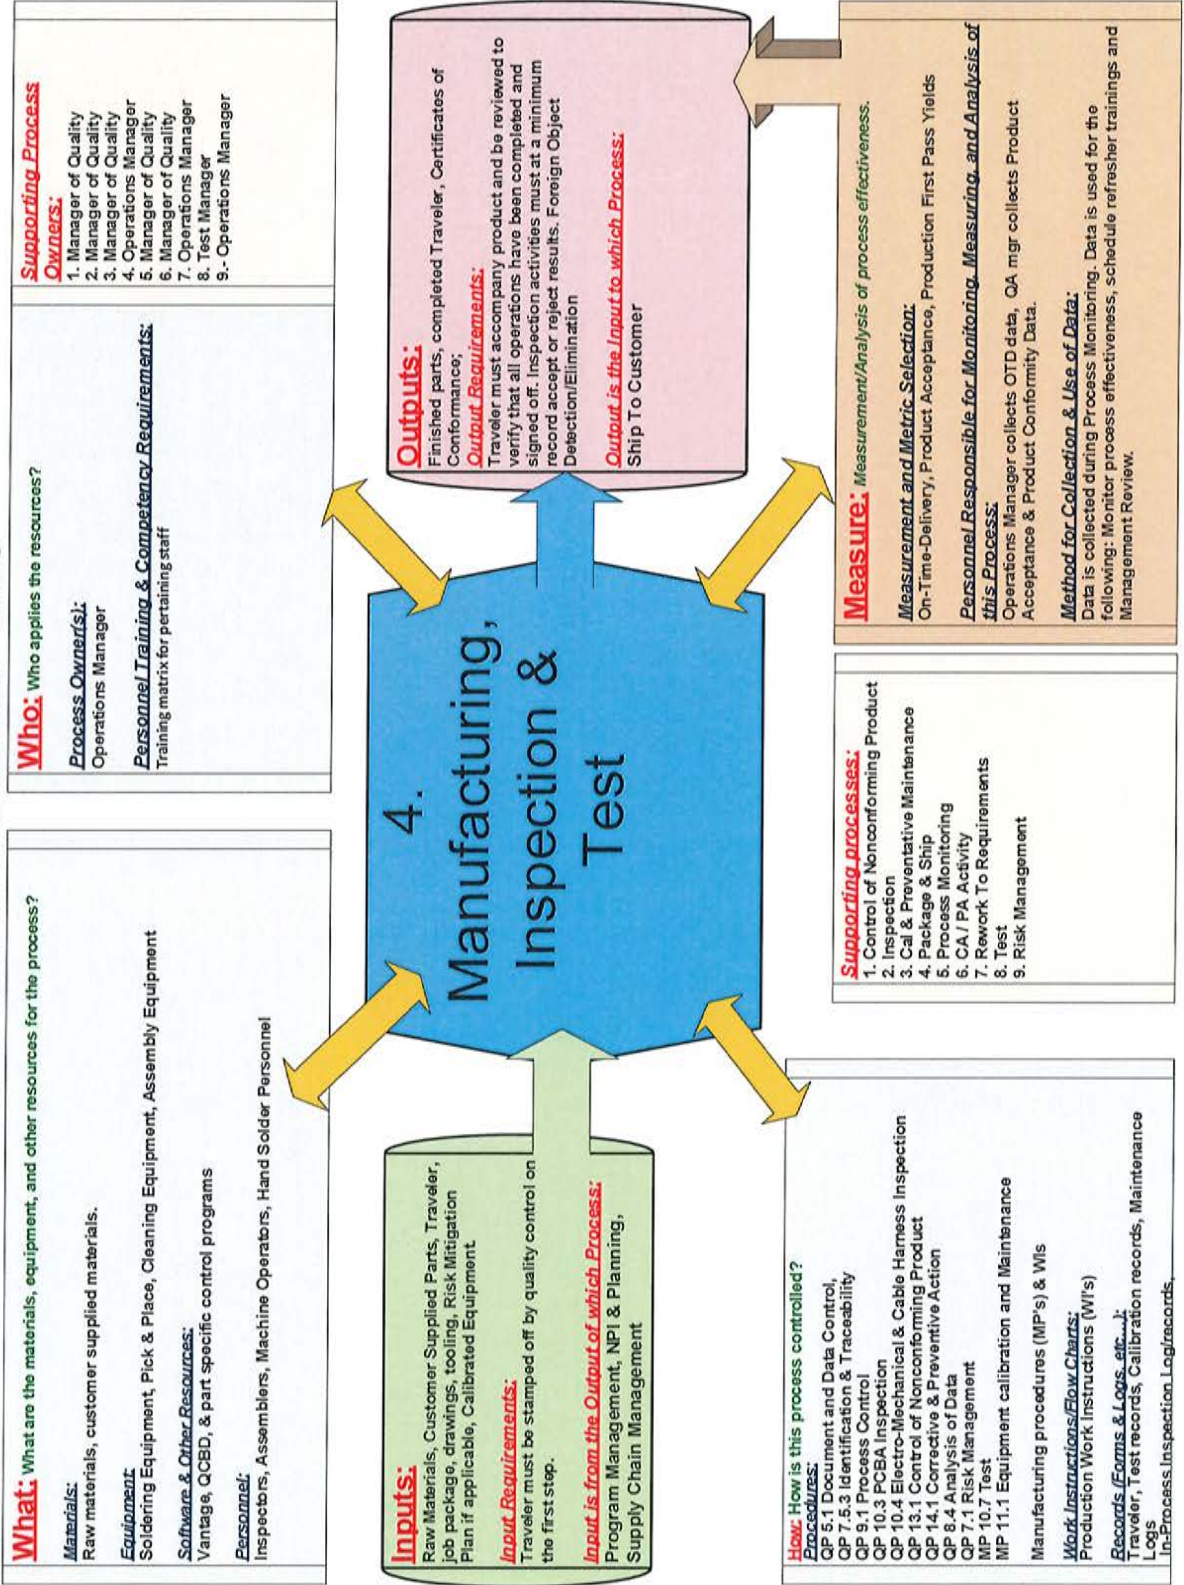 What: What are the materials, equipment, and other resources for the process?
Materials:
Raw materials, customer supplied materials.
Equipment:
Soldering Equipment, Pick & Place, Cleaning Equipment, Assembly Equipment
Software & Other Resources:
Vantage, QCBD, & part specific control programs
Personnel:
Inspectors, Assemblers, Machine Operators, Hand Solder Personnel
Who: Who applies the resources?
Process Owner(s):
Operations Manager
Personnel Training & Competency Requirements:
Training matrix for pertaining staff
Supporting Process
Owners:
1. Manager of Quality
2. Manager of Quality
3. Manager of Quality
4. Operations Manager
5. Manager of Quality
6. Manager of Quality
7. Operations Manager
8. Test Manager
9.- Operations Manager
Inputs:
Raw Materials, Customer Supplied Parts, Traveler,
job package, drawings, tooling, Risk Mitigation
Plan if applicable, Calibrated Equipment.
Input Requirements:
Traveler must be stamped off by quality control on
the first step.
Input is from the Output of which Process:
Program Management, NPI & Planning,
Supply Chain Management
4.
Manufacturing,
Inspection &
Test
Outputs:
Finished parts, completed Traveler, Certificates of
Conformance;
Output Requirements:
Traveler must accompany product and be reviewed to
verify that all operations have been completed and
signed off. Inspection activities must at a minimum
record accept or reject results. Foreign Object
Detection/Elimination
Output is the Input to which Process:
Ship To Customer
How: How is this process controlled?
Procedures:
QP 5.1 Document and Data Control,
QP 7.5.3 Identification & Traceability
QP 9.1 Process Control
QP 10.3 PCBA Inspection
QP 10.4 Electro-Mechanical & Cable Harness Inspection
QP 13.1 Control of Nonconforming Product
QP 14.1 Corrective & Preventive Action
QP 8.4 Analysis of Data
QP 7.1 Risk Management
MP 10.7 Test
MP 11.1 Equipment calibration and Maintenance
Manufacturing procedures (MP's) & WIs
Work Instructions/Flow Charts:
Production Work Instructions (WI's)
Records (Forms & Logs, etc...):
Traveler, Test records, Calibration records, Maintenance
Logs
In-Process Inspection Log/records,
Supporting processes:
1. Control of Nonconforming Product
2. Inspection
3. Cal & Preventative Maintenance
4. Package & Ship
5. Process Monitoring
6. CA / PA Activity
7. Rework To Requirements
8. Test
9. Risk Management
Measure: Measurement/Analysis of process effectiveness.
Measurement and Metric Selection:
On-Time-Delivery, Product Acceptance, Production First Pass Yields
Personnel Responsible for Monitoring, Measuring, and Analysis of
this Process:
Operations Manager collects OTD data, QA mgr collects Product
Acceptance & Product Conformity Data.
Method for Collection & Use of Data:
Data is collected during Process Monitoring. Data is used for the
following: Monitor process effectiveness, schedule refresher trainings and
Management Review.